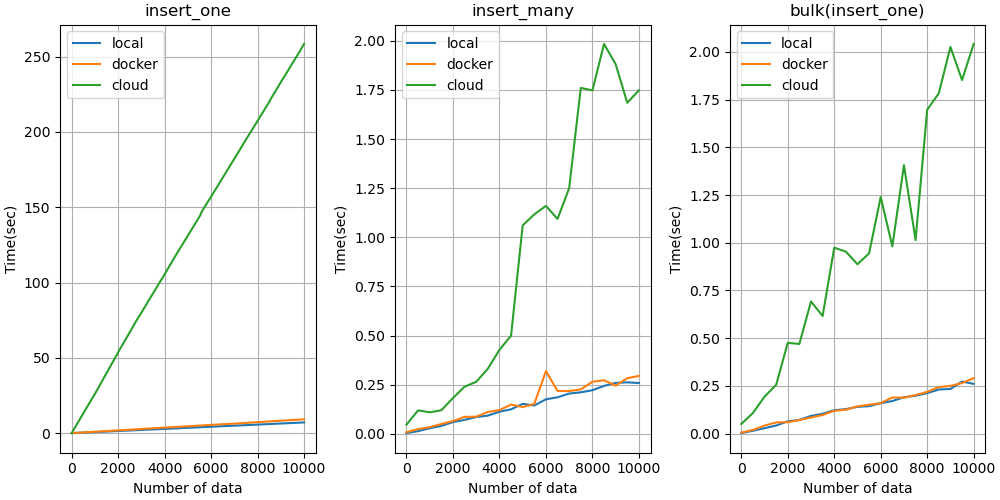 insert_one
local
docker
cloud
250
200
150
100
50
0
Time(sec)
0 2000 4000 6000 8000 10000
Number of data
insert_many
local
docker
cloud
2.00
1.75
1.50
1.25
1.00
0.75
0.50
0.25
0.00
Time(sec)
0 2000 4000 6000 8000 10000
Number of data
bulk(insert_one)
local
docker
cloud
2.00
1.75
1.50
1.25
1.00
0.75
0.50
0.25
0.00
Time(sec)
0 2000 4000 6000 8000 10000
Number of data